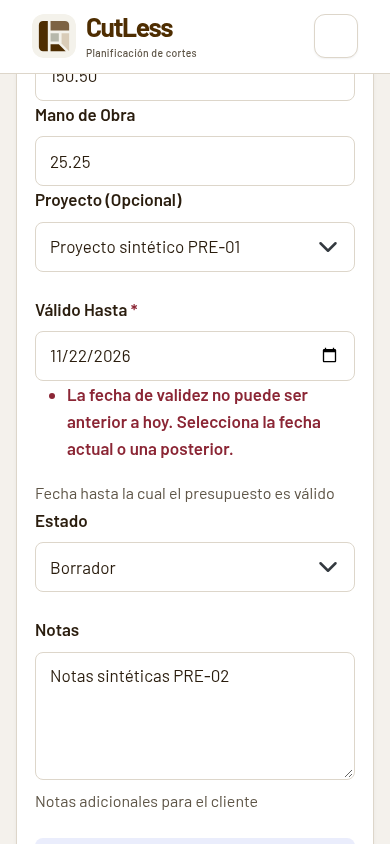 CutLess
Planificación de cortes
150.50
Mano de Obra
25.25
Proyecto (Opcional)
Proyecto sintético PRE-01
Válido Hasta *
11/22/2026
La fecha de validez no puede ser
anterior a hoy. Selecciona la fecha
actual o una posterior.
Fecha hasta la cual el presupuesto es válido
Estado
Borrador
Notas
Notas sintéticas PRE-02
Notas adicionales para el cliente